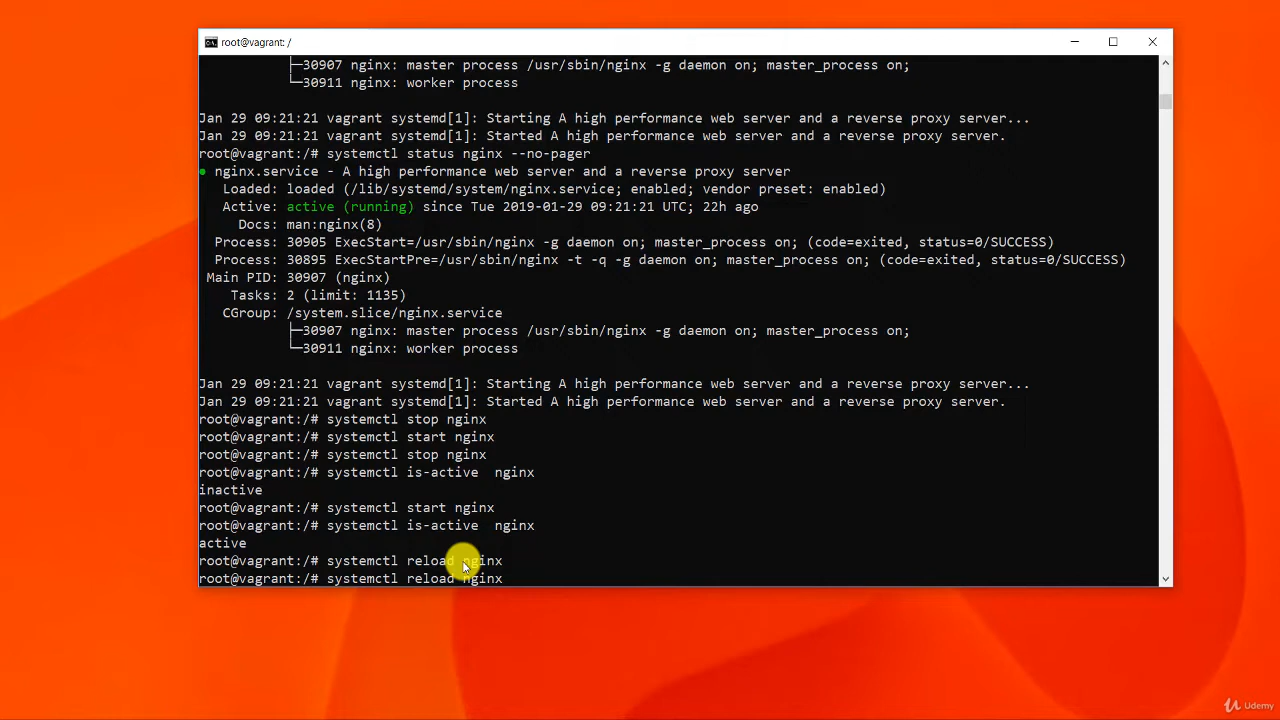 root@vagrant: /
├─30907 nginx: master process /usr/sbin/nginx -g daemon on; master_process on;
└─30911 nginx: worker process
Jan 29 09:21:21 vagrant systemd[1]: Starting A high performance web server and a reverse proxy server...
Jan 29 09:21:21 vagrant systemd[1]: Started A high performance web server and a reverse proxy server.
root@vagrant:/# systemctl status nginx --no-pager
● nginx.service - A high performance web server and a reverse proxy server
Loaded: loaded (/lib/systemd/system/nginx.service; enabled; vendor preset: enabled)
Active: active (running) since Tue 2019-01-29 09:21:21 UTC; 22h ago
Docs: man:nginx(8)
Process: 30905 ExecStart=/usr/sbin/nginx -g daemon on; master_process on; (code=exited, status=0/SUCCESS)
Process: 30895 ExecStartPre=/usr/sbin/nginx -t -q -g daemon on; master_process on; (code=exited, status=0/SUCCESS)
Main PID: 30907 (nginx)
Tasks: 2 (limit: 1135)
CGroup: /system.slice/nginx.service
├─30907 nginx: master process /usr/sbin/nginx -g daemon on; master_process on;
└─30911 nginx: worker process
Jan 29 09:21:21 vagrant systemd[1]: Starting A high performance web server and a reverse proxy server...
Jan 29 09:21:21 vagrant systemd[1]: Started A high performance web server and a reverse proxy server.
root@vagrant:/# systemctl stop nginx
root@vagrant:/# systemctl start nginx
root@vagrant:/# systemctl stop nginx
root@vagrant:/# systemctl is-active  nginx
inactive
root@vagrant:/# systemctl start nginx
root@vagrant:/# systemctl is-active  nginx
active
root@vagrant:/# systemctl reload nginx
root@vagrant:/# systemctl reload nginx
Udemy